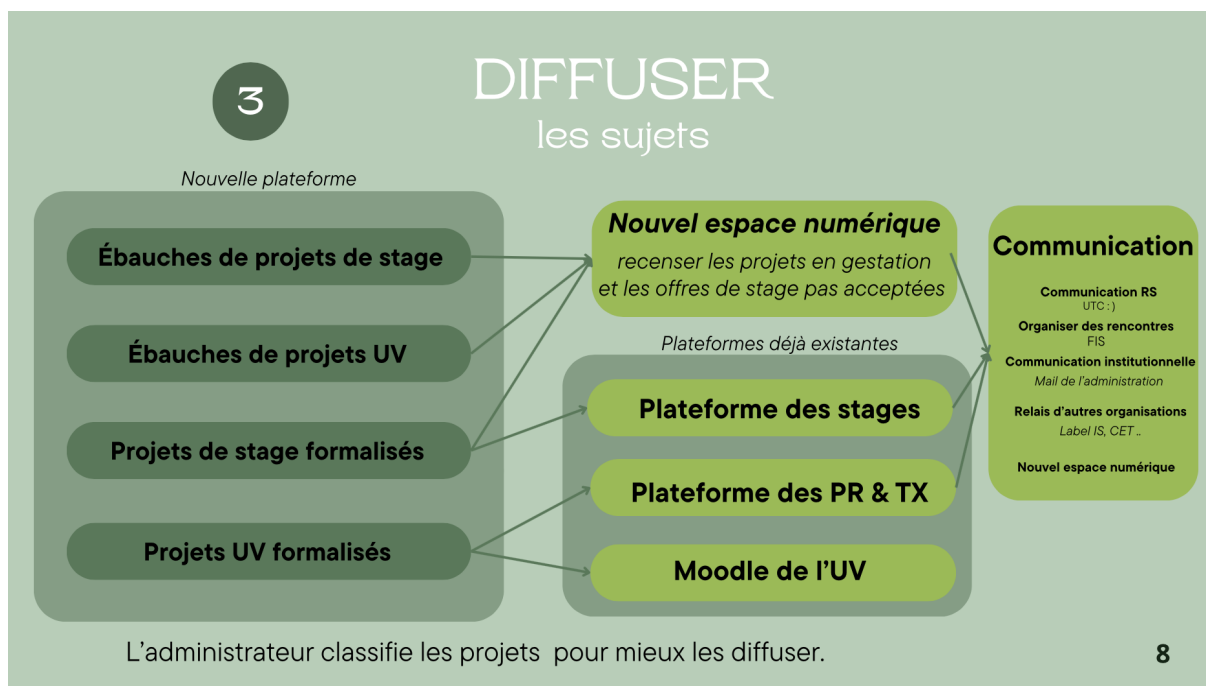 3
DIFFUSER
les sujets
Nouvelle plateforme
Ébauches de projets de stage
Ébauches de projets UV
Projets de stage formalisés
Projets UV formalisés
Nouvel espace numérique
recenser les projets en gestation
et les offres de stage pas acceptées
Plateformes déjà existantes
Plateforme des stages
Plateforme des PR & TX
Moodle de l'UV
Communication
Communication RS
UTC : )
Organiser des rencontres
FIS
Communication institutionnelle
Mail de l'administration
Relais d'autres organisations
Label IS, CET ..
Nouvel espace numérique
L'administrateur classifie les projets  pour mieux les diffuser.
8